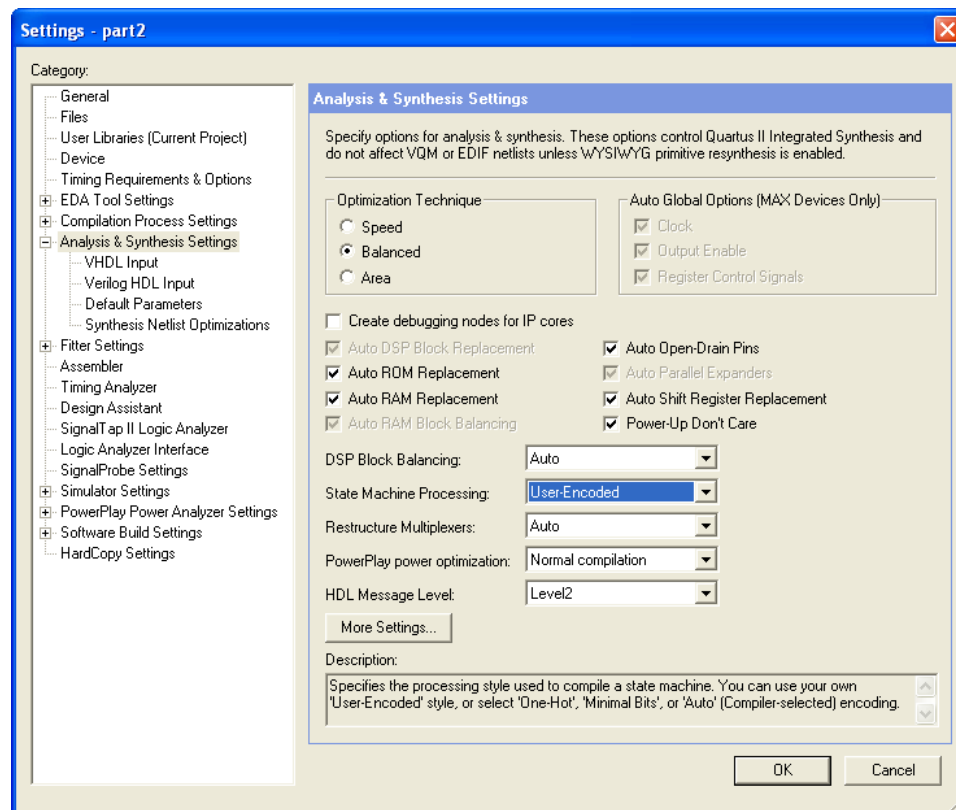 Settings - part2
Category:
General
Files
User Libraries (Current Project)
Device
Timing Requirements & Options
EDA Tool Settings
Compilation Process Settings
Analysis & Synthesis Settings
VHDL Input
Verilog HDL Input
Default Parameters
Synthesis Netlist Optimizations
Fitter Settings
Assembler
Timing Analyzer
Design Assistant
SignalTap II Logic Analyzer
Logic Analyzer Interface
SignalProbe Settings
Simulator Settings
PowerPlay Power Analyzer Settings
Software Build Settings
HardCopy Settings
Analysis & Synthesis Settings
Specify options for analysis & synthesis. These options control Quartus II Integrated Synthesis and
do not affect VQM or EDIF netlists unless WYSIWYG primitive resynthesis is enabled.
Optimization Technique
Speed
Balanced
Area
Auto Global Options (MAX Devices Only)
Clock
Output Enable
Register Control Signals
Create debugging nodes for IP cores
Auto DSP Block Replacement
Auto Open-Drain Pins
Auto ROM Replacement
Auto Parallel Expanders
Auto RAM Replacement
Auto Shift Register Replacement
Auto RAM Block Balancing
Power-Up Don't Care
DSP Block Balancing: Auto
State Machine Processing: User-Encoded
Restructure Multiplexers: Auto
PowerPlay power optimization: Normal compilation
HDL Message Level: Level2
More Settings...
Description:
Specifies the processing style used to compile a state machine. You can use your own
'User-Encoded' style, or select 'One-Hot', 'Minimal Bits', or 'Auto' (Compiler-selected) encoding.
OK Cancel